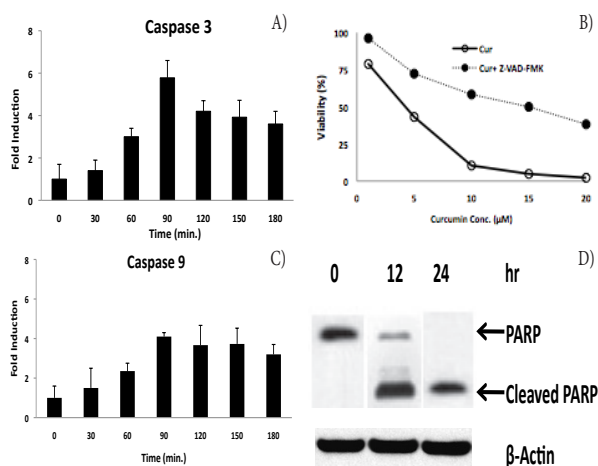 Caspase 3
A)
Fold Induction
8
6
4
2
0
0 30 60 90 120 150 180
Time (min.)
B)
Cur
Cur+ Z-VAD-FMK
Viability (%)
100
75
50
25
0
0 5 10 15 20
Curcumin Conc. (µM)
Caspase 9
C)
Fold Induction
8
4
2
0
0 30 60 90 120 150 180
Time (min.)
D)
0 12 24 hr
PARP
Cleaved PARP
β-Actin